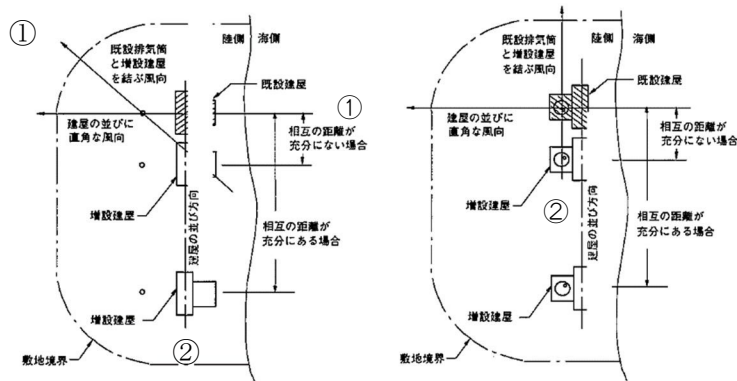 ①
既設排気筒
と増設建屋
を結ぶ風向
陸側
海側
既設建屋
①
建屋の並びに
直角な風向
相互の距離が
充分にない場合
増設建屋
建屋の並び方向
相互の距離が
充分にある場合
増設建屋
敷地境界
②
既設排気筒
と増設建屋
を結ぶ風向
陸側
海側
既設建屋
建屋の並びに
直角な風向
相互の距離が
充分にない場合
増設建屋
②
建屋の並び方向
相互の距離が
充分にある場合
増設建屋
敷地境界